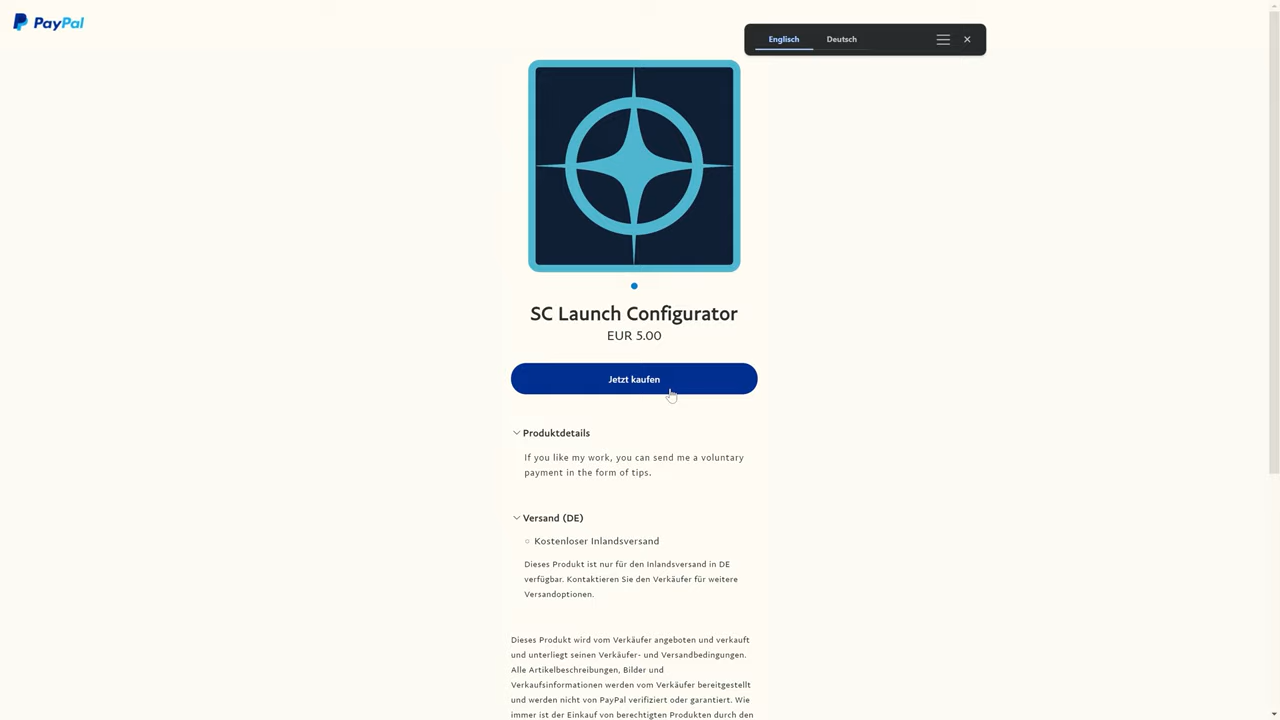 PayPal
Englisch
Deutsch
SC Launch Configurator
EUR 5.00
Jetzt kaufen
Produktdetails
If you like my work, you can send me a voluntary
payment in the form of tips.
Versand (DE)
Kostenloser Inlandsversand
Dieses Produkt ist nur für den Inlandsversand in DE
verfügbar. Kontaktieren Sie den Verkäufer für weitere
Versandoptionen.
Dieses Produkt wird vom Verkäufer angeboten und verkauft
und unterliegt seinen Verkäufer- und Versandbedingungen.
Alle Artikelbeschreibungen, Bilder und
Verkaufsinformationen werden vom Verkäufer bereitgestellt
und werden nicht von PayPal verifiziert oder garantiert. Wie
immer ist der Einkauf von berechtigten Produkten durch den